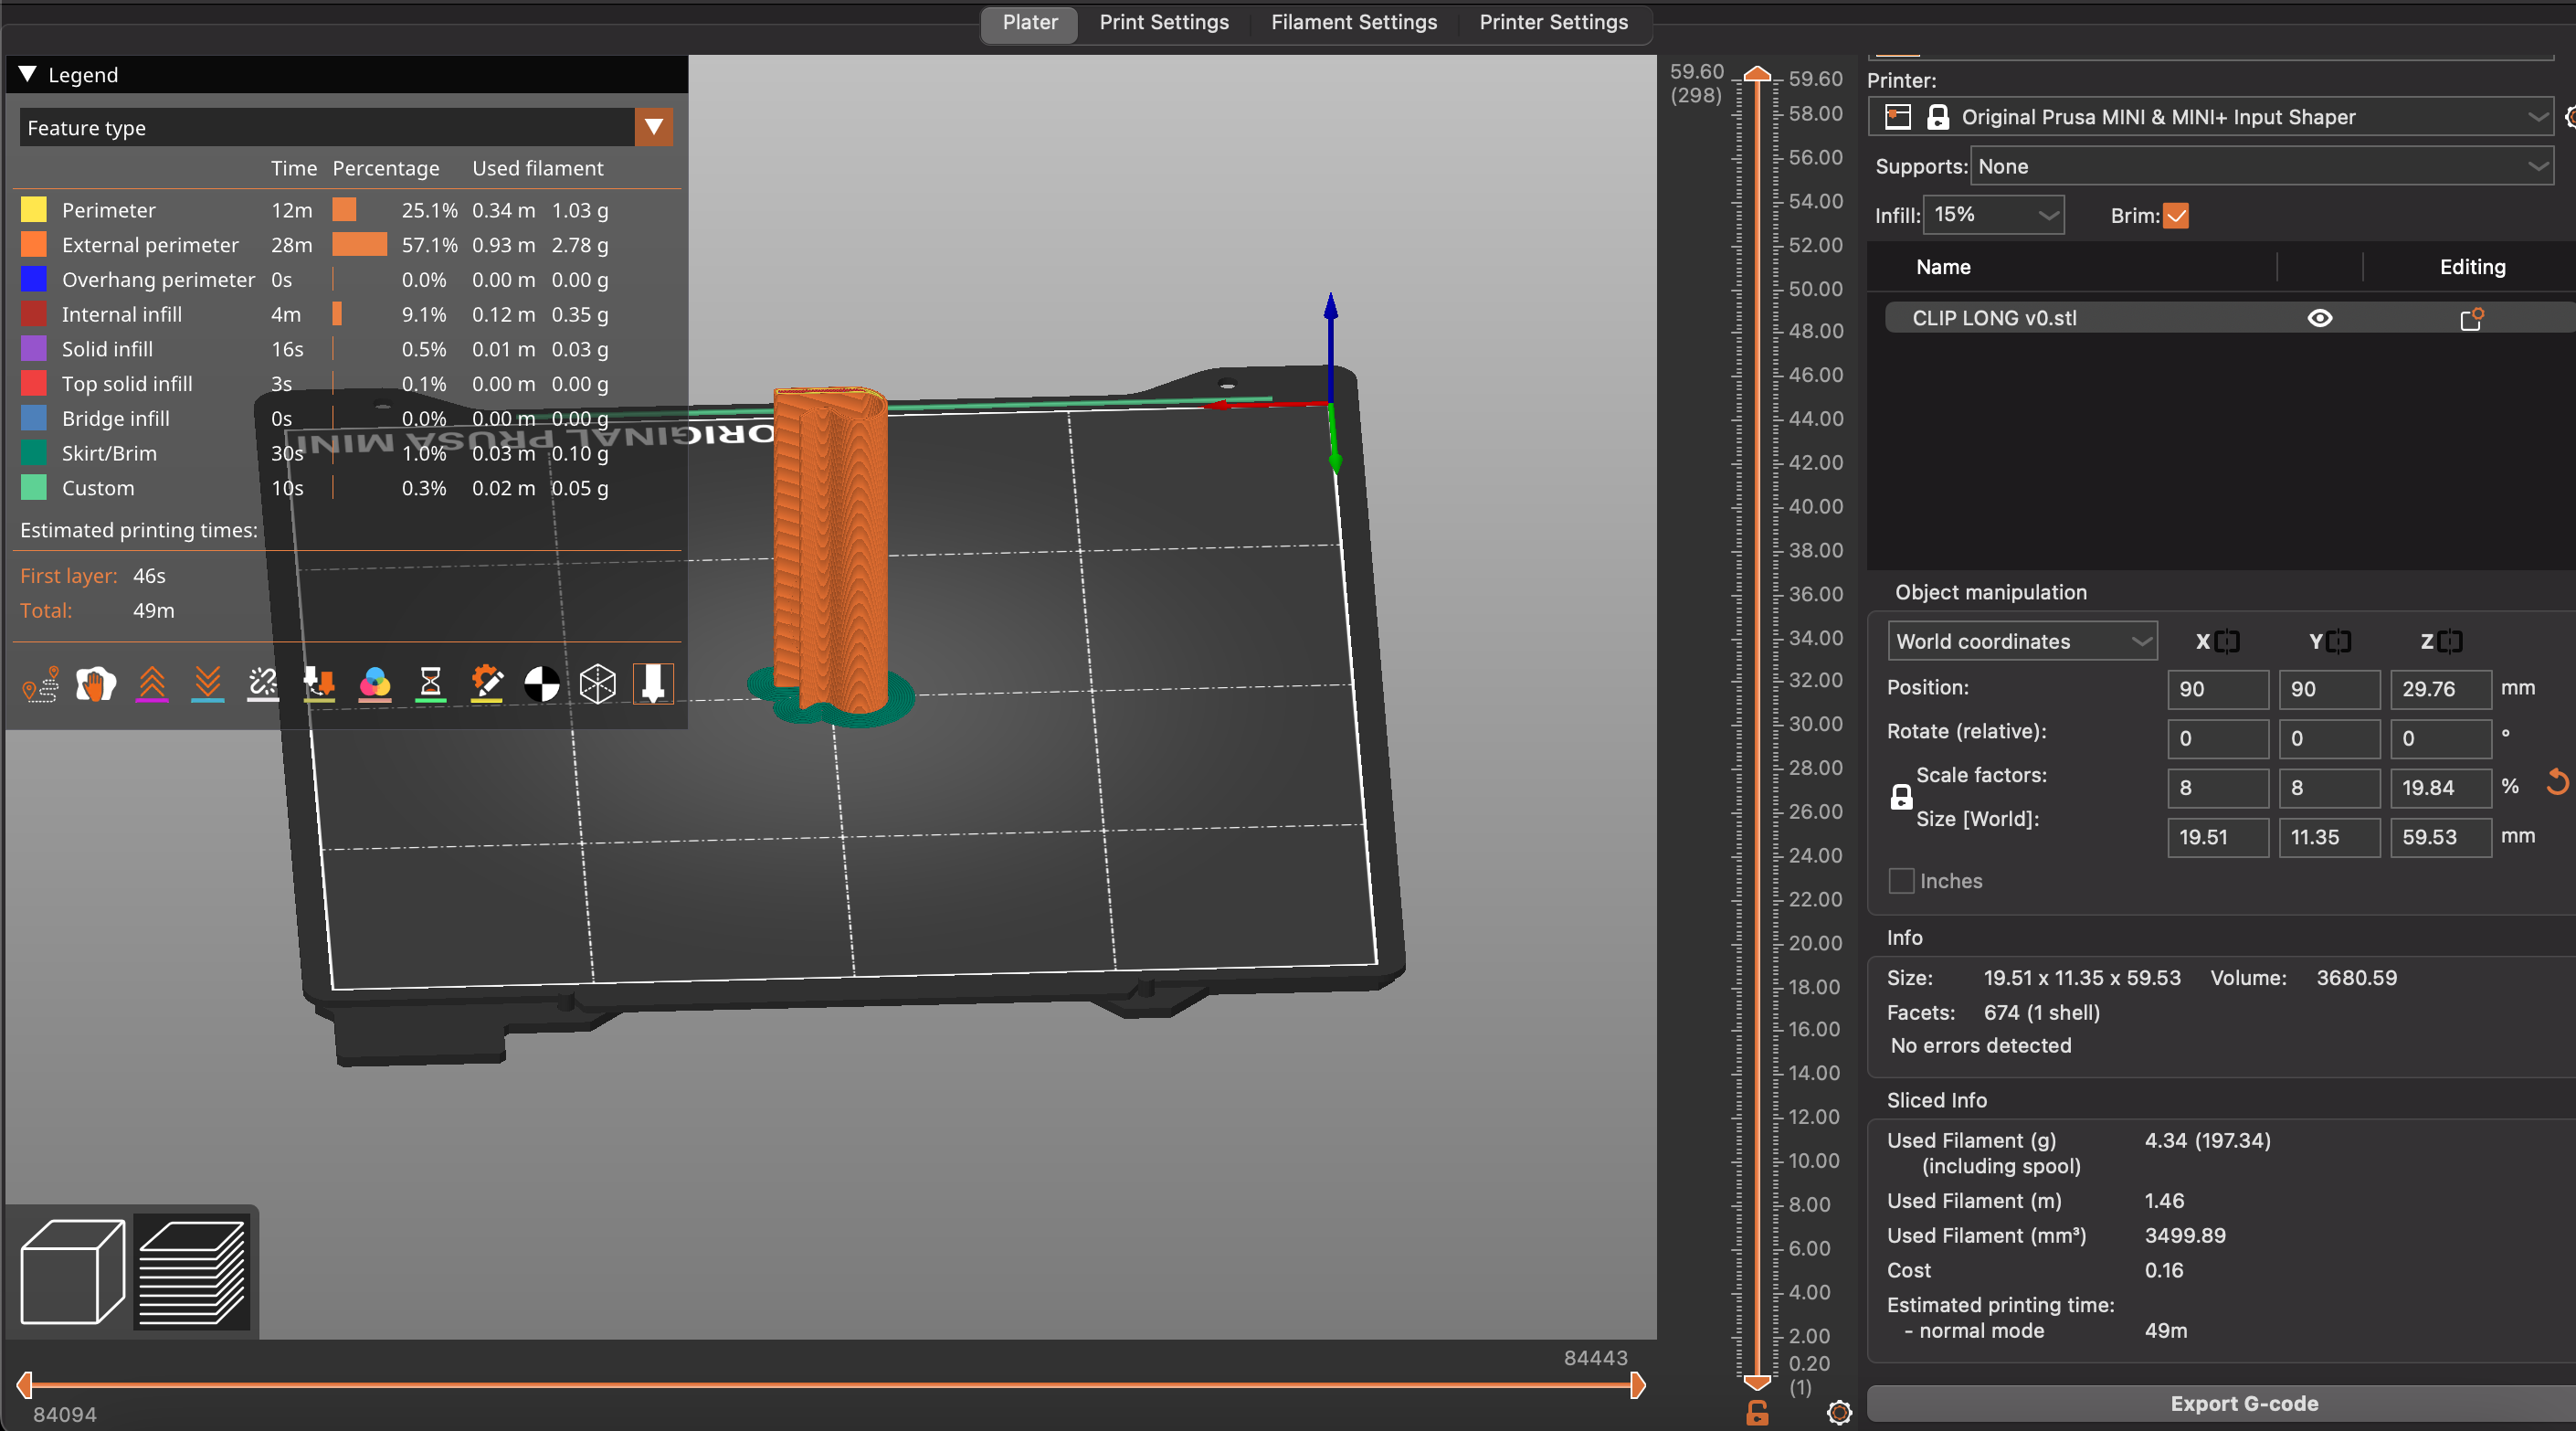 Plater Print Settings Filament Settings Printer Settings
Legend
Feature type
Time Percentage Used filament
Perimeter 12m 25.1% 0.34 m 1.03 g
External perimeter 28m 57.1% 0.93 m 2.78 g
Overhang perimeter 0s 0.0% 0.00 m 0.00 g
Internal infill 4m 9.1% 0.12 m 0.35 g
Solid infill 16s 0.5% 0.01 m 0.03 g
Top solid infill 3s 0.1% 0.00 m 0.00 g
Bridge infill 0s 0.0% 0.00 m 0.00 g
Skirt/Brim 30s 1.0% 0.03 m 0.10 g
Custom 10s 0.3% 0.02 m 0.05 g
Estimated printing times:
First layer: 46s
Total: 49m
ORIGINAL PRUSA MINI
84443
84094
59.60
(298)
59.60
58.00
56.00
54.00
52.00
50.00
48.00
46.00
44.00
42.00
40.00
38.00
36.00
34.00
32.00
30.00
28.00
26.00
24.00
22.00
20.00
18.00
16.00
14.00
12.00
10.00
8.00
6.00
4.00
2.00
0.20
(1)
Printer:
Original Prusa MINI & MINI+ Input Shaper
Supports: None
Infill: 15% Brim:
Name Editing
CLIP LONG v0.stl
Object manipulation
World coordinates X Y Z
Position: 90 90 29.76 mm
Rotate (relative): 0 0 0 °
Scale factors: 8 8 19.84 %
Size [World]: 19.51 11.35 59.53 mm
Inches
Info
Size: 19.51 x 11.35 x 59.53 Volume: 3680.59
Facets: 674 (1 shell)
No errors detected
Sliced Info
Used Filament (g) 4.34 (197.34)
(including spool)
Used Filament (m) 1.46
Used Filament (mm³) 3499.89
Cost 0.16
Estimated printing time:
- normal mode 49m
Export G-code